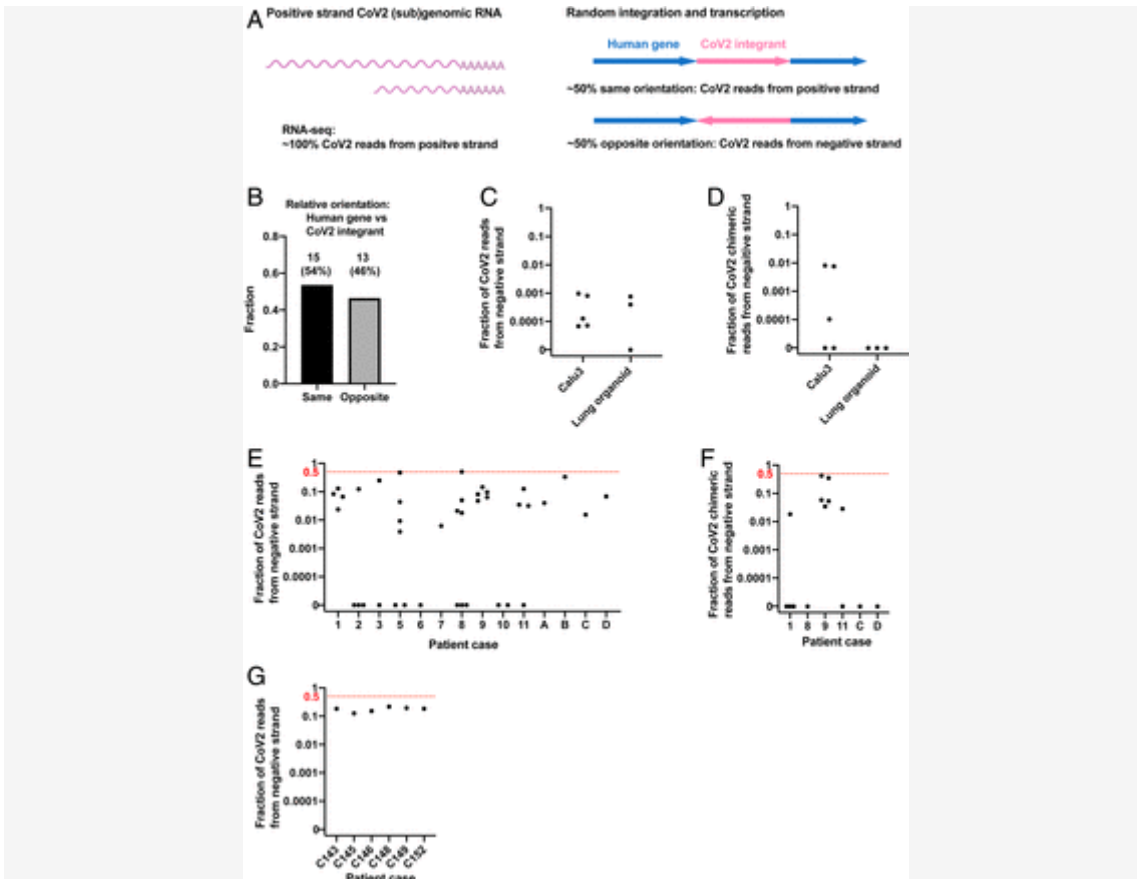 A
Positive strand CoV2 (sub)genomic RNA
Random integration and transcription
AAAAAA
AAAAAA
RNA-seq:
~100% CoV2 reads from positve strand
Human gene
CoV2 integrant
~50% same orientation: CoV2 reads from positive strand
~50% opposite orientation: CoV2 reads from negative strand
B
Relative orientation:
Human gene vs
CoV2 integrant
Fraction
0.8
0.6
0.4
0.2
0.0
15
(54%)
13
(46%)
Same
Opposite
C
Fraction of CoV2 reads
from negative strand
1
0.1
0.01
0.001
0.0001
0
Calu3
Lung organoid
D
Fraction of CoV2 chimeric
reads from negaitive strand
1
0.1
0.01
0.001
0.0001
0
Calu3
Lung organoid
E
Fraction of CoV2 reads
from negative strand
1
0.5
0.1
0.01
0.001
0.0001
0
1 2 3 5 6 7 8 9 10 11 A B C D
Patient case
F
Fraction of CoV2 chimeric
reads from negative strand
1
0.5
0.1
0.01
0.001
0.0001
0
1 8 9 11 C D
Patient case
G
Fraction of CoV2 reads
from negative strand
1
0.5
0.1
0.01
0.001
0.0001
0
C143 C145 C146 C148 C149 C152
Patient case